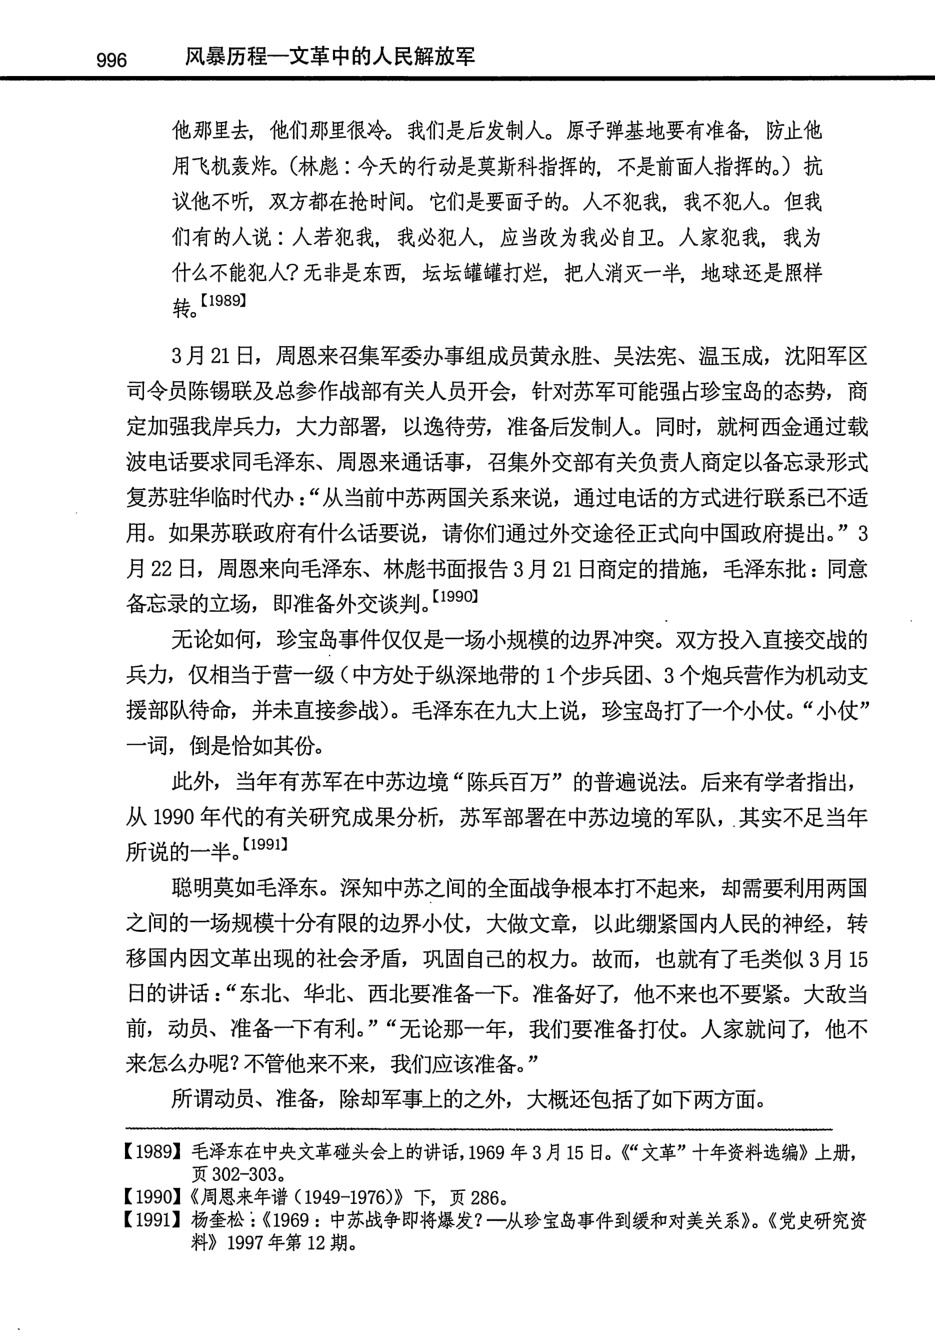 996 风暴历程—文革中的人民解放军
他那里去，他们那里很冷。我们是后发制人。原子弹基地要有准备，防止他
用飞机轰炸。（林彪：今天的行动是莫斯科指挥的，不是前面人指挥的。）抗
议他不听，双方都在抢时间。它们是要面子的。人不犯我，我不犯人。但我
们有的人说：人若犯我，我必犯人，应当改为我必自卫。人家犯我，我为
什么不能犯人？无非是东西，坛坛罐罐打烂，把人消灭一半，地球还是照样
转。【1989】
3月21日，周恩来召集军委办事组成员黄永胜、吴法宪、温玉成，沈阳军区
司令员陈锡联及总参作战部有关人员开会，针对苏军可能强占珍宝岛的态势，商
定加强我岸兵力，大力部署，以逸待劳，准备后发制人。同时，就柯西金通过载
波电话要求同毛泽东、周恩来通话事，召集外交部有关负责人商定以备忘录形式
复苏驻华临时代办：“从当前中苏两国关系来说，通过电话的方式进行联系已不适
用。如果苏联政府有什么话要说，请你们通过外交途径正式向中国政府提出。”3
月22日，周恩来向毛泽东、林彪书面报告3月21日商定的措施，毛泽东批：同意
备忘录的立场，即准备外交谈判。【1990】
无论如何，珍宝岛事件仅仅是一场小规模的边界冲突。双方投入直接交战的
兵力，仅相当于营一级（中方处于纵深地带的1个步兵团、3个炮兵营作为机动支
援部队待命，并未直接参战）。毛泽东在九大上说，珍宝岛打了一个小仗。“小仗”
一词，倒是恰如其份。
此外，当年有苏军在中苏边境“陈兵百万”的普遍说法。后来有学者指出，
从1990年代的有关研究成果分析，苏军部署在中苏边境的军队，其实不足当年
所说的一半。【1991】
聪明莫如毛泽东。深知中苏之间的全面战争根本打不起来，却需要利用两国
之间的一场规模十分有限的边界小仗，大做文章，以此绷紧国内人民的神经，转
移国内因文革出现的社会矛盾，巩固自己的权力。故而，也就有了毛类似3月15
日的讲话：“东北、华北、西北要准备一下。准备好了，他不来也不要紧。大敌当
前，动员、准备一下有利。”“无论那一年，我们要准备打仗。人家就问了，他不
来怎么办呢？不管他来不来，我们应该准备。”
所谓动员、准备，除却军事上的之外，大概还包括了如下两方面。
【1989】毛泽东在中央文革碰头会上的讲话，1969年3月15日。《“文革”十年资料选编》上册，
页302-303。
【1990】《周恩来年谱（1949-1976）》下，页286。
【1991】杨奎松：《1969：中苏战争即将爆发？—从珍宝岛事件到缓和对美关系》。《党史研究资
料》1997年第12期。